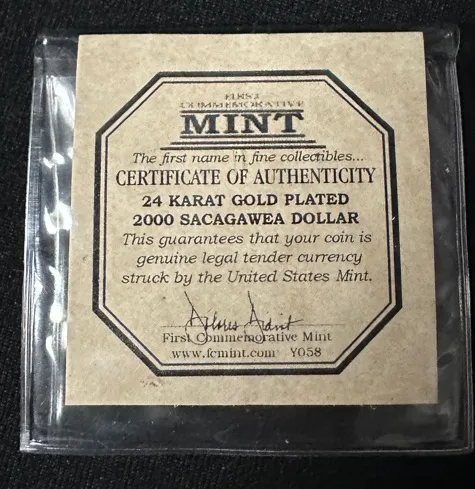 FIRST
COMMEMORATIVE
MINT
The first name in fine collectibles...
CERTIFICATE OF AUTHENTICITY
24 KARAT GOLD PLATED
2000 SACAGAWEA DOLLAR
This guarantees that your coin is
genuine legal tender currency
struck by the United States Mint.
First Commemorative Mint
www.fcmint.com Y058